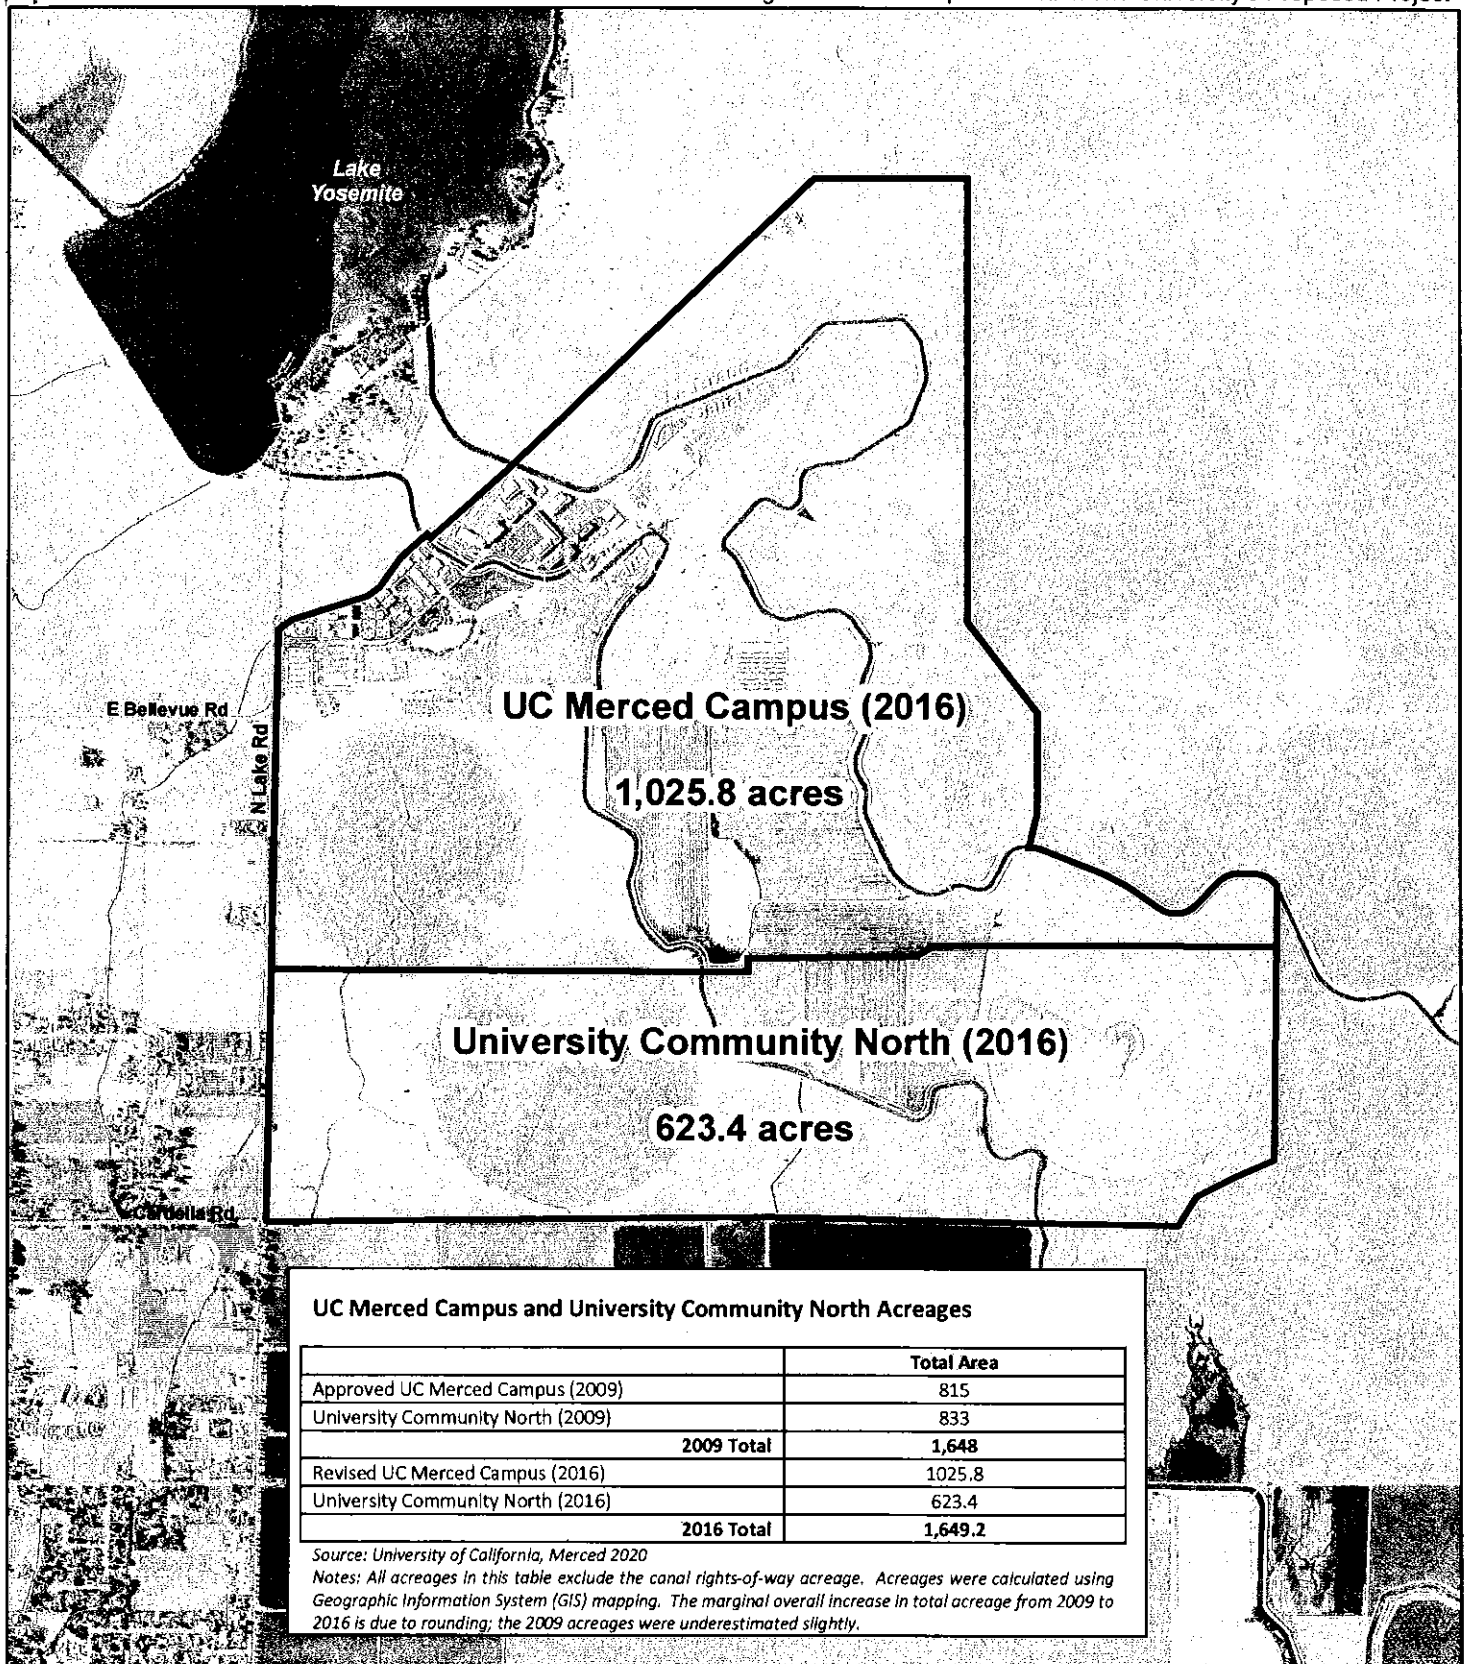 Lake
Yosemite
UC Merced Campus (2016)
E Bellevue Rd
N Lake Rd
1,025.8 acres
University Community North (2016)
623.4 acres
Cardella Rd
UC Merced Campus and University Community North Acreages
Total Area
Approved UC Merced Campus (2009) 815
University Community North (2009) 833
2009 Total 1,648
Revised UC Merced Campus (2016) 1025.8
University Community North (2016) 623.4
2016 Total 1,649.2
Source: University of California, Merced 2020
Notes: All acreages in this table exclude the canal rights-of-way acreage. Acreages were calculated using
Geographic Information System (GIS) mapping. The marginal overall increase in total acreage from 2009 to
2016 is due to rounding; the 2009 acreages were underestimated slightly.